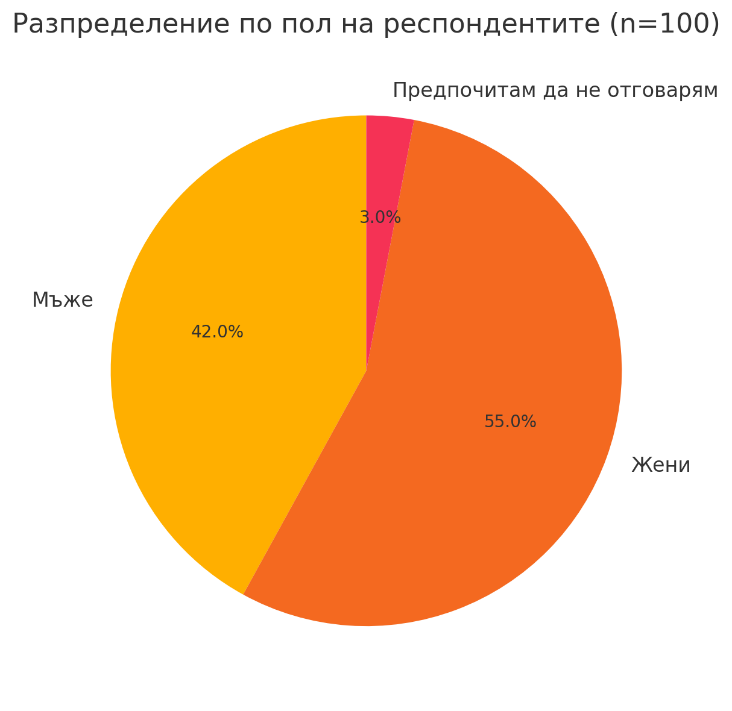 Разпределение по пол на респондентите (n=100)
Предпочитам да не отговарям
3.0%
Мъже
42.0%
55.0%
Жени